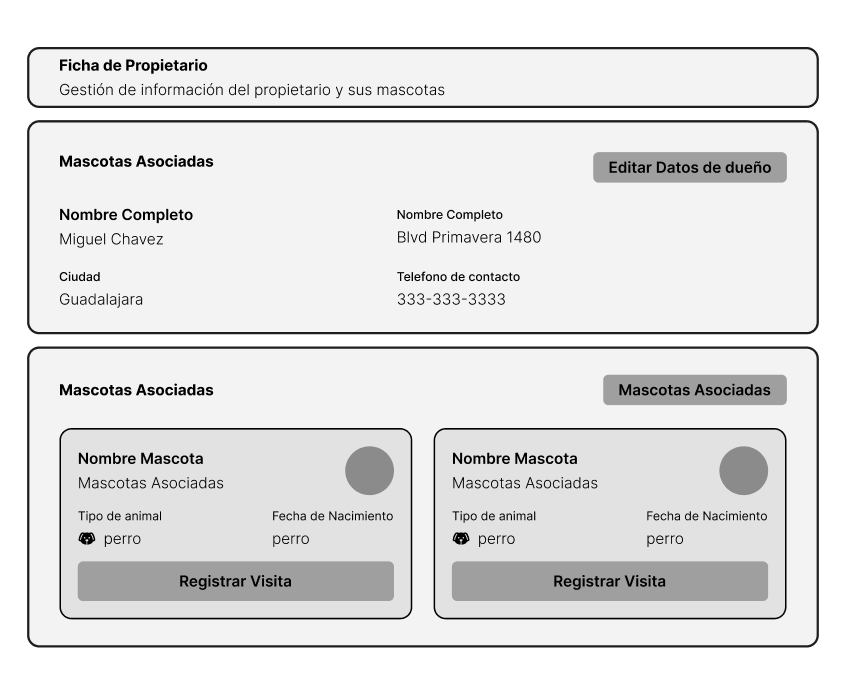 Ficha de Propietario
Gestión de información del propietario y sus mascotas
Mascotas Asociadas
Editar Datos de dueño
Nombre Completo
Miguel Chavez
Nombre Completo
Blvd Primavera 1480
Ciudad
Guadalajara
Telefono de contacto
333-333-3333
Mascotas Asociadas
Mascotas Asociadas
Nombre Mascota
Mascotas Asociadas
Tipo de animal
perro
Fecha de Nacimiento
perro
Registrar Visita
Nombre Mascota
Mascotas Asociadas
Tipo de animal
perro
Fecha de Nacimiento
perro
Registrar Visita